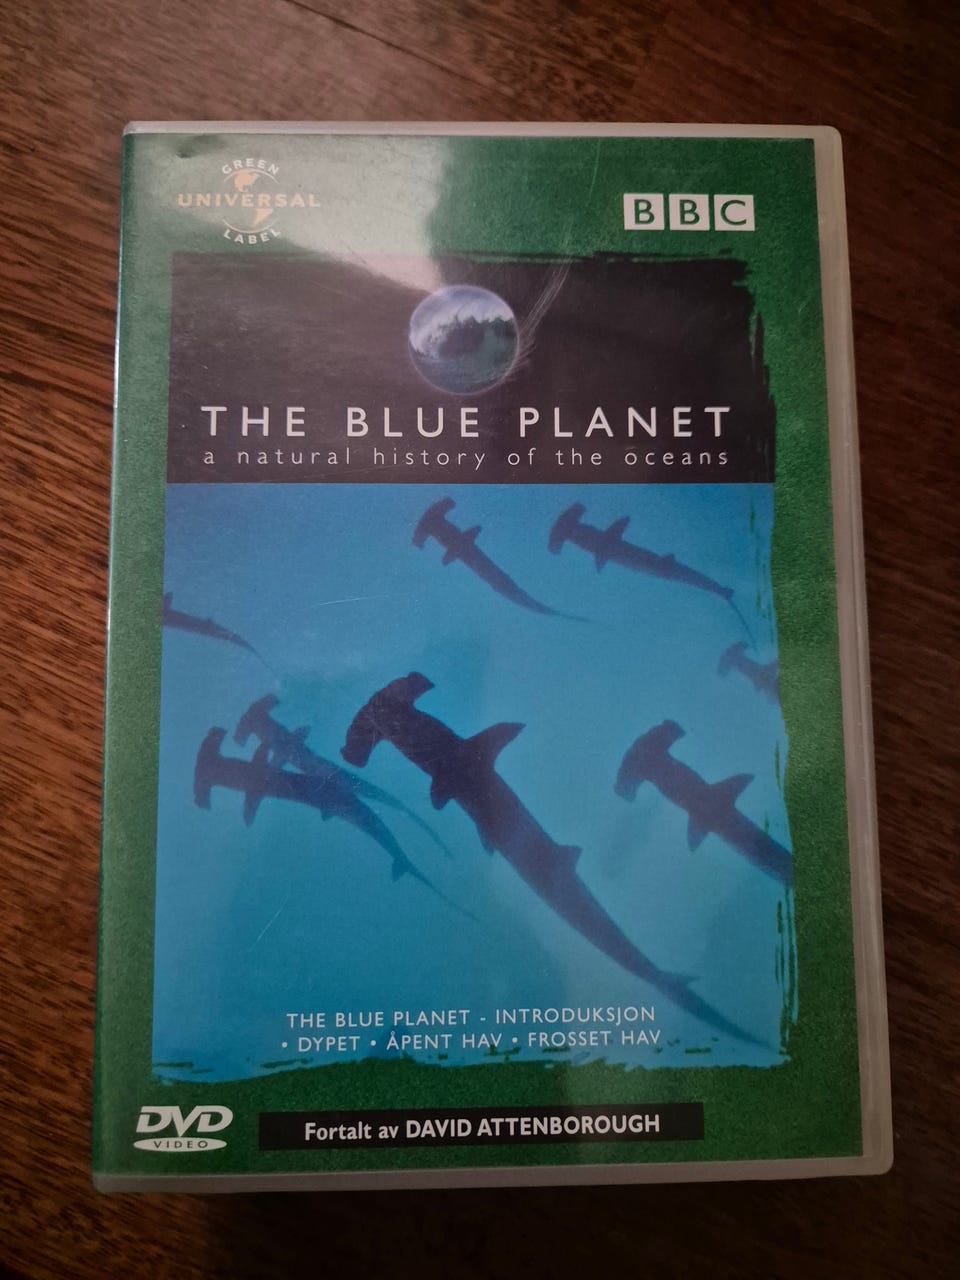 GREEN
UNIVERSAL
LABEL
BBC
THE BLUE PLANET
a natural history of the oceans
THE BLUE PLANET - INTRODUKSJON
• DYPET • ÅPENT HAV • FROSSET HAV
DVD
VIDEO
Fortalt av DAVID ATTENBOROUGH